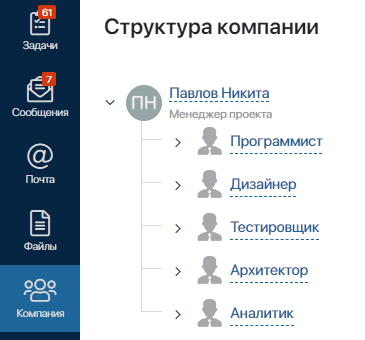 61
Задачи
7
Сообщения
@
Почта
Файлы
Компания
Структура компании
ПН
Павлов Никита
Менеджер проекта
Программист
Дизайнер
Тестировщик
Архитектор
Аналитик